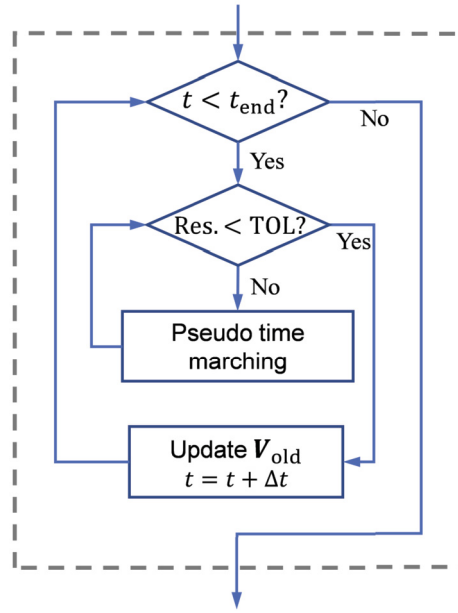 t < t_end?
No
Yes
Res. < TOL?
Yes
No
Pseudo time
marching
Update V_old
t = t + Δt